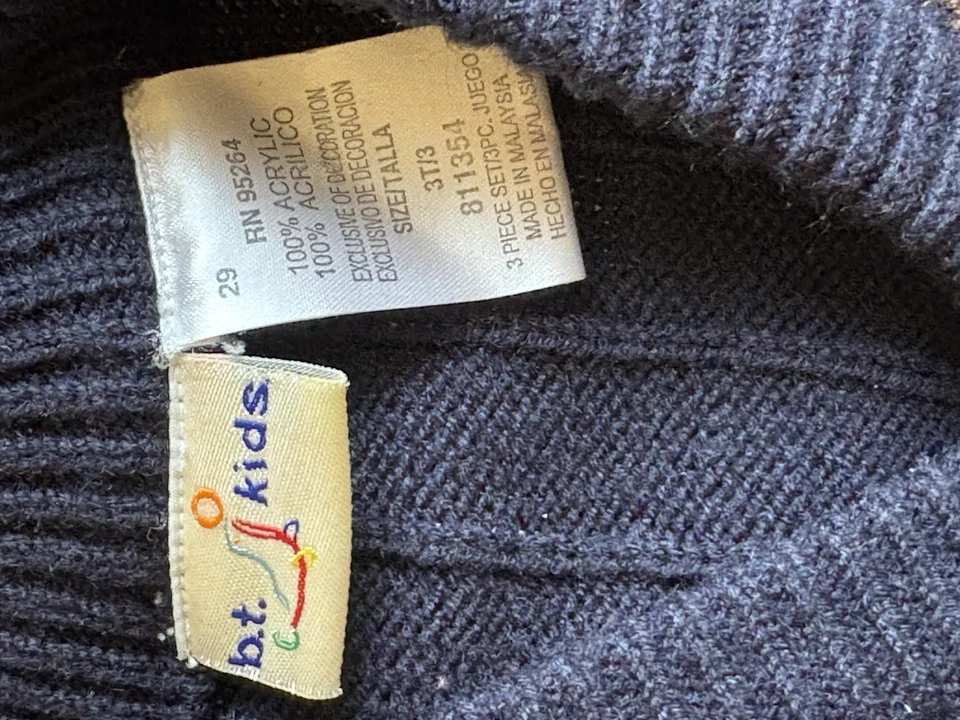 29
RN 95264
100% ACRYLIC
100% ACRILICO
EXCLUSIVE OF DECORATION
EXCLUSIVO DE DECORACION
SIZE/TALLA
3T/3
811354
3 PIECE SET/3PC. JUEGO
MADE IN MALAYSIA
HECHO EN MALASIA
b.t. kids